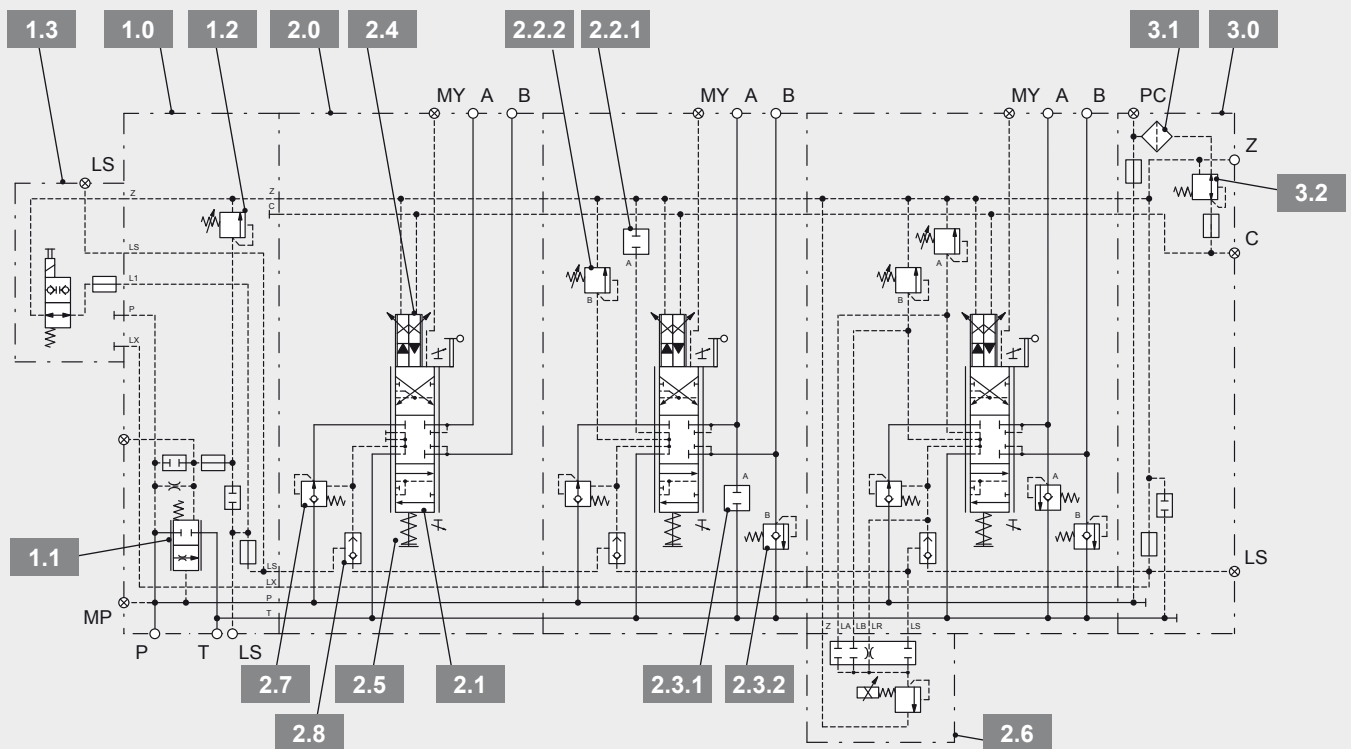 1.3 1.0 1.2 2.0 2.4 2.2.2 2.2.1 3.1 3.0
MY A B MY A B MY A B PC
LS Z
Z Z
C
3.2
LS A A C
L1 B B
P
LX
A A
B B
1.1
LS LS
LX
MP P
T
P T LS Z LA LB LR LS
2.7 2.5 2.1 2.3.1 2.3.2
2.8 2.6